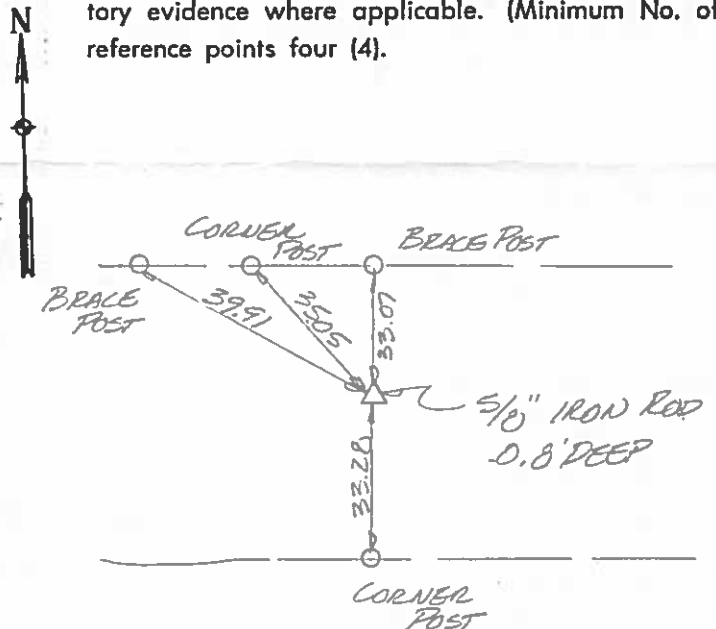 tory evidence where applicable. (Minimum No. of
N
reference points four (4).
CORNER
POST
BRACE POST
BRACE
POST
39.91
35.05
33.07
5/8" IRON ROD
0.8' DEEP
33.28
CORNER
POST